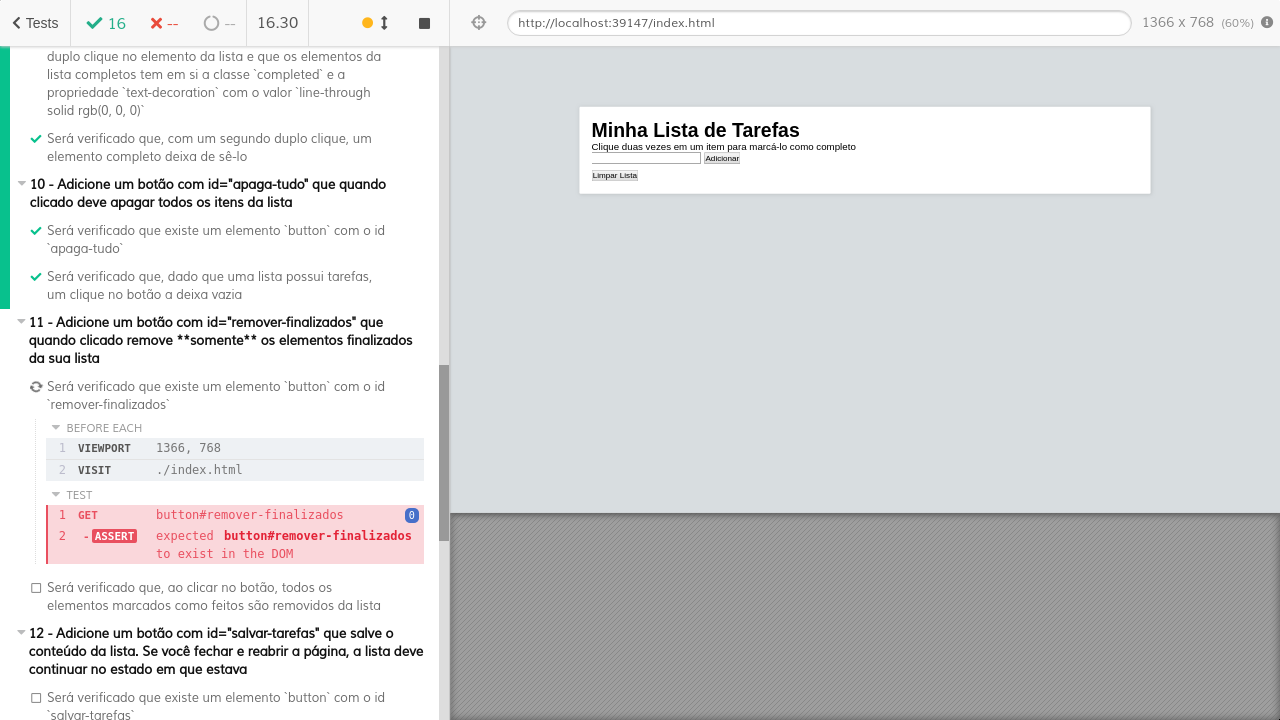 Tests
16
--
--
16.30
http://localhost:39147/index.html
1366 x 768 (60%)
duplo clique no elemento da lista e que os elementos da
lista completos tem em si a classe `completed` e a
propriedade `text-decoration` com o valor `line-through
solid rgb(0, 0, 0)`
Será verificado que, com um segundo duplo clique, um
elemento completo deixa de sê-lo
10 - Adicione um botão com id="apaga-tudo" que quando
clicado deve apagar todos os itens da lista
Será verificado que existe um elemento `button` com o id
`apaga-tudo`
Será verificado que, dado que uma lista possui tarefas,
um clique no botão a deixa vazia
11 - Adicione um botão com id="remover-finalizados" que
quando clicado remove **somente** os elementos finalizados
da sua lista
Será verificado que existe um elemento `button` com o id
`remover-finalizados`
BEFORE EACH
1 VIEWPORT 1366, 768
2 VISIT ./index.html
TEST
1 GET button#remover-finalizados 0
2 -ASSERT expected button#remover-finalizados
to exist in the DOM
Será verificado que, ao clicar no botão, todos os
elementos marcados como feitos são removidos da lista
12 - Adicione um botão com id="salvar-tarefas" que salve o
conteúdo da lista. Se você fechar e reabrir a página, a lista deve
continuar no estado em que estava
Será verificado que existe um elemento `button` com o id
`salvar-tarefas`
Minha Lista de Tarefas
Clique duas vezes em um item para marcá-lo como completo
Adicionar
Limpar Lista